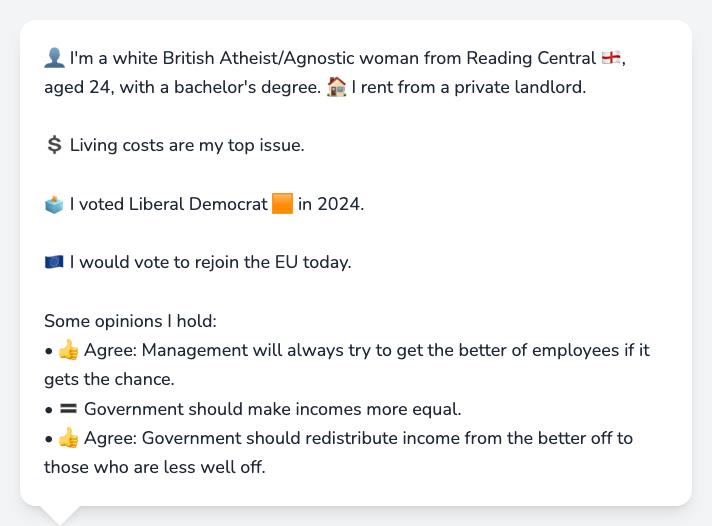 👤 I'm a white British Atheist/Agnostic woman from Reading Central 🏴󠁧󠁢󠁥󠁮󠁧󠁿,
aged 24, with a bachelor's degree. 🏠 I rent from a private landlord.
💲 Living costs are my top issue.
🗳️ I voted Liberal Democrat 🟧 in 2024.
🇪🇺 I would vote to rejoin the EU today.
Some opinions I hold:
• 👍 Agree: Management will always try to get the better of employees if it
gets the chance.
• 🟰 Government should make incomes more equal.
• 👍 Agree: Government should redistribute income from the better off to
those who are less well off.